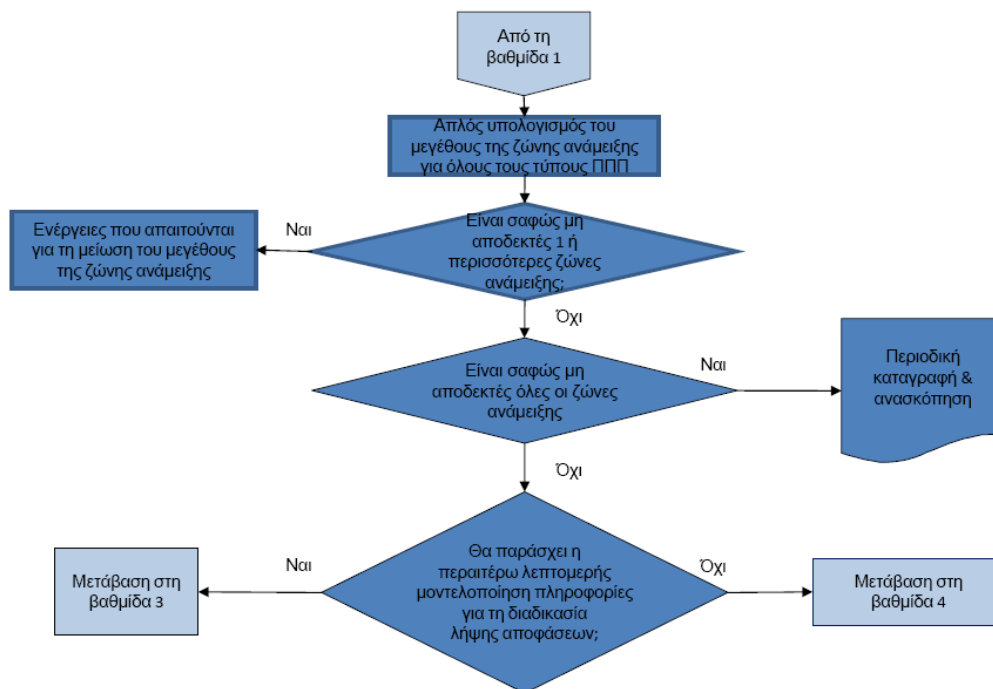 Από τη
βαθμίδα 1
Απλός υπολογισμός του
μεγέθους της ζώνης ανάμειξης
για όλους τους τύπους ΠΠΠ
Είναι σαφώς μη
αποδεκτές 1 ή
περισσότερες ζώνες
ανάμειξης;
Ναι
Ενέργειες που απαιτούνται
για τη μείωση του μεγέθους
της ζώνης ανάμειξης
Όχι
Είναι σαφώς μη
αποδεκτές όλες οι ζώνες
ανάμειξης
Ναι
Περιοδική
καταγραφή &
ανασκόπηση
Όχι
Θα παράσχει η
περαιτέρω λεπτομερής
μοντελοποίηση πληροφορίες
για τη διαδικασία
λήψης αποφάσεων;
Ναι
Μετάβαση στη
βαθμίδα 3
Όχι
Μετάβαση στη
βαθμίδα 4